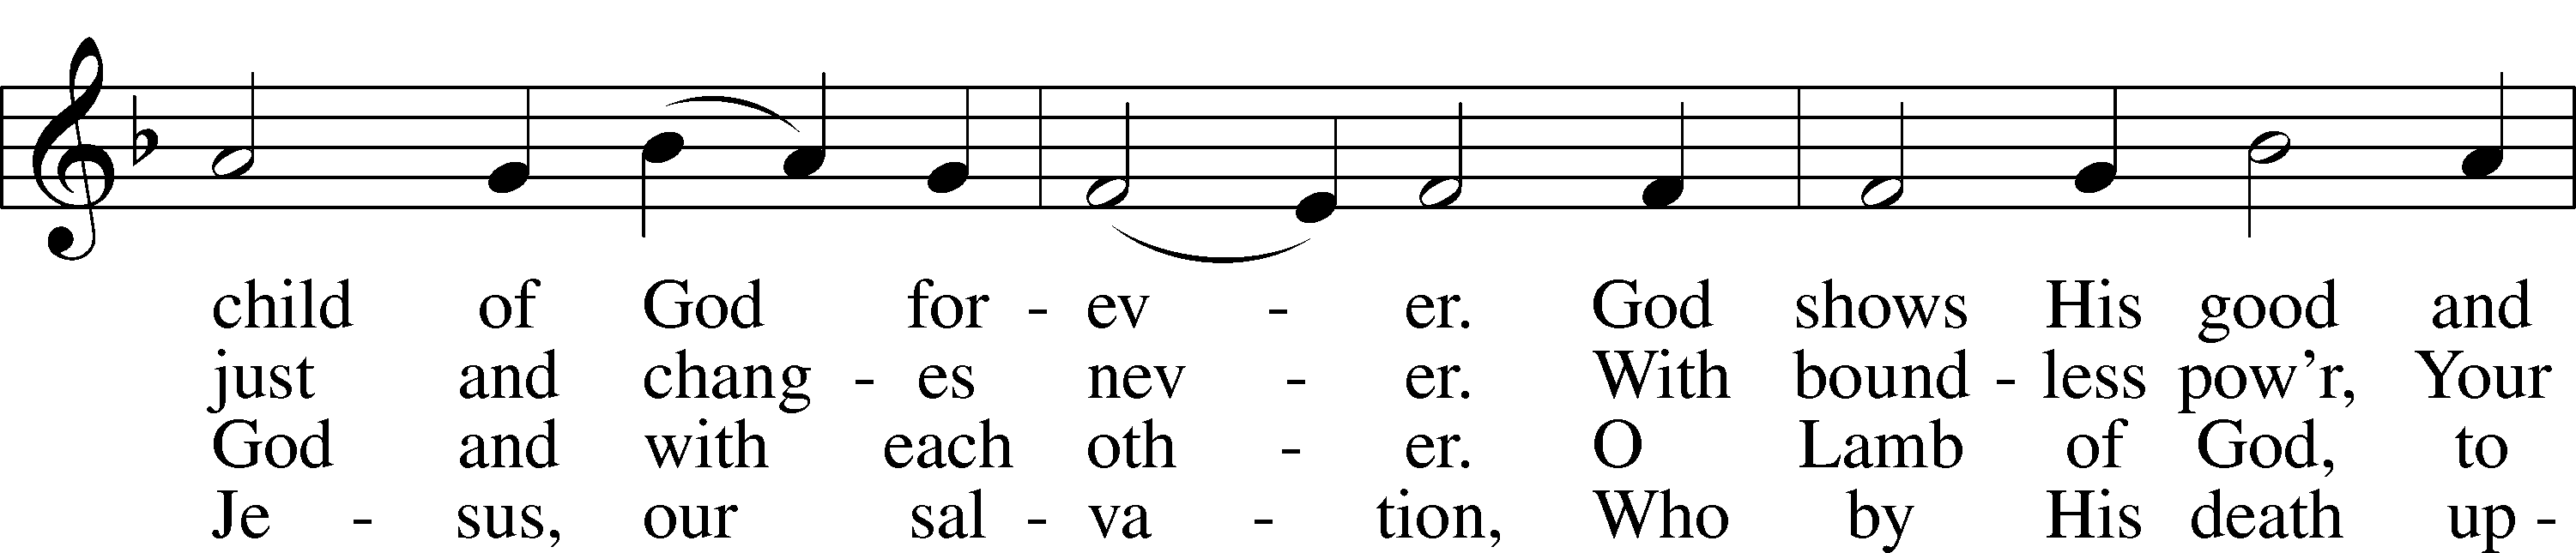 child of God for - ev - er. God shows His good and
just and chang - es nev - er. With bound - less pow'r, Your
God and with each oth - er. O Lamb of God, to
Je - sus, our sal - va - tion, Who by His death up -